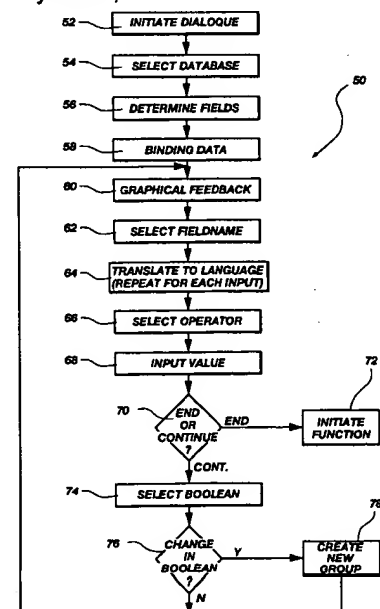 52
INITIATE DIALOQUE
54
SELECT DATABASE
56
DETERMINE FIELDS
50
58
BINDING DATA
60
GRAPHICAL FEEDBACK
62
SELECT FIELDNAME
64
TRANSLATE TO LANGUAGE
(REPEAT FOR EACH INPUT)
66
SELECT OPERATOR
68
INPUT VALUE
70
END
OR
CONTINUE
?
END
72
INITIATE
FUNCTION
CONT.
74
SELECT BOOLEAN
76
CHANGE
IN
BOOLEAN
?
Y
78
CREATE
NEW
GROUP
N